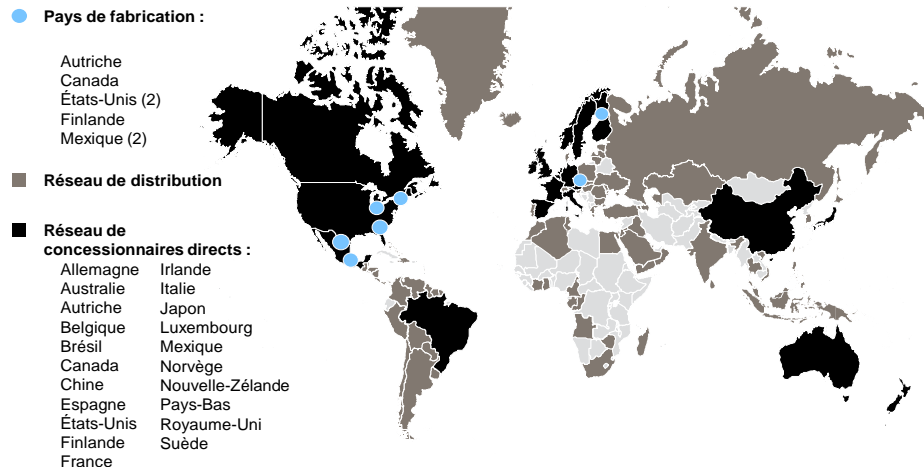 Pays de fabrication :
Autriche
Canada
États-Unis (2)
Finlande
Mexique (2)
Réseau de distribution
Réseau de
concessionnaires directs :
Allemagne
Australie
Autriche
Belgique
Brésil
Canada
Chine
Espagne
États-Unis
Finlande
France
Irlande
Italie
Japon
Luxembourg
Mexique
Norvège
Nouvelle-Zélande
Pays-Bas
Royaume-Uni
Suède